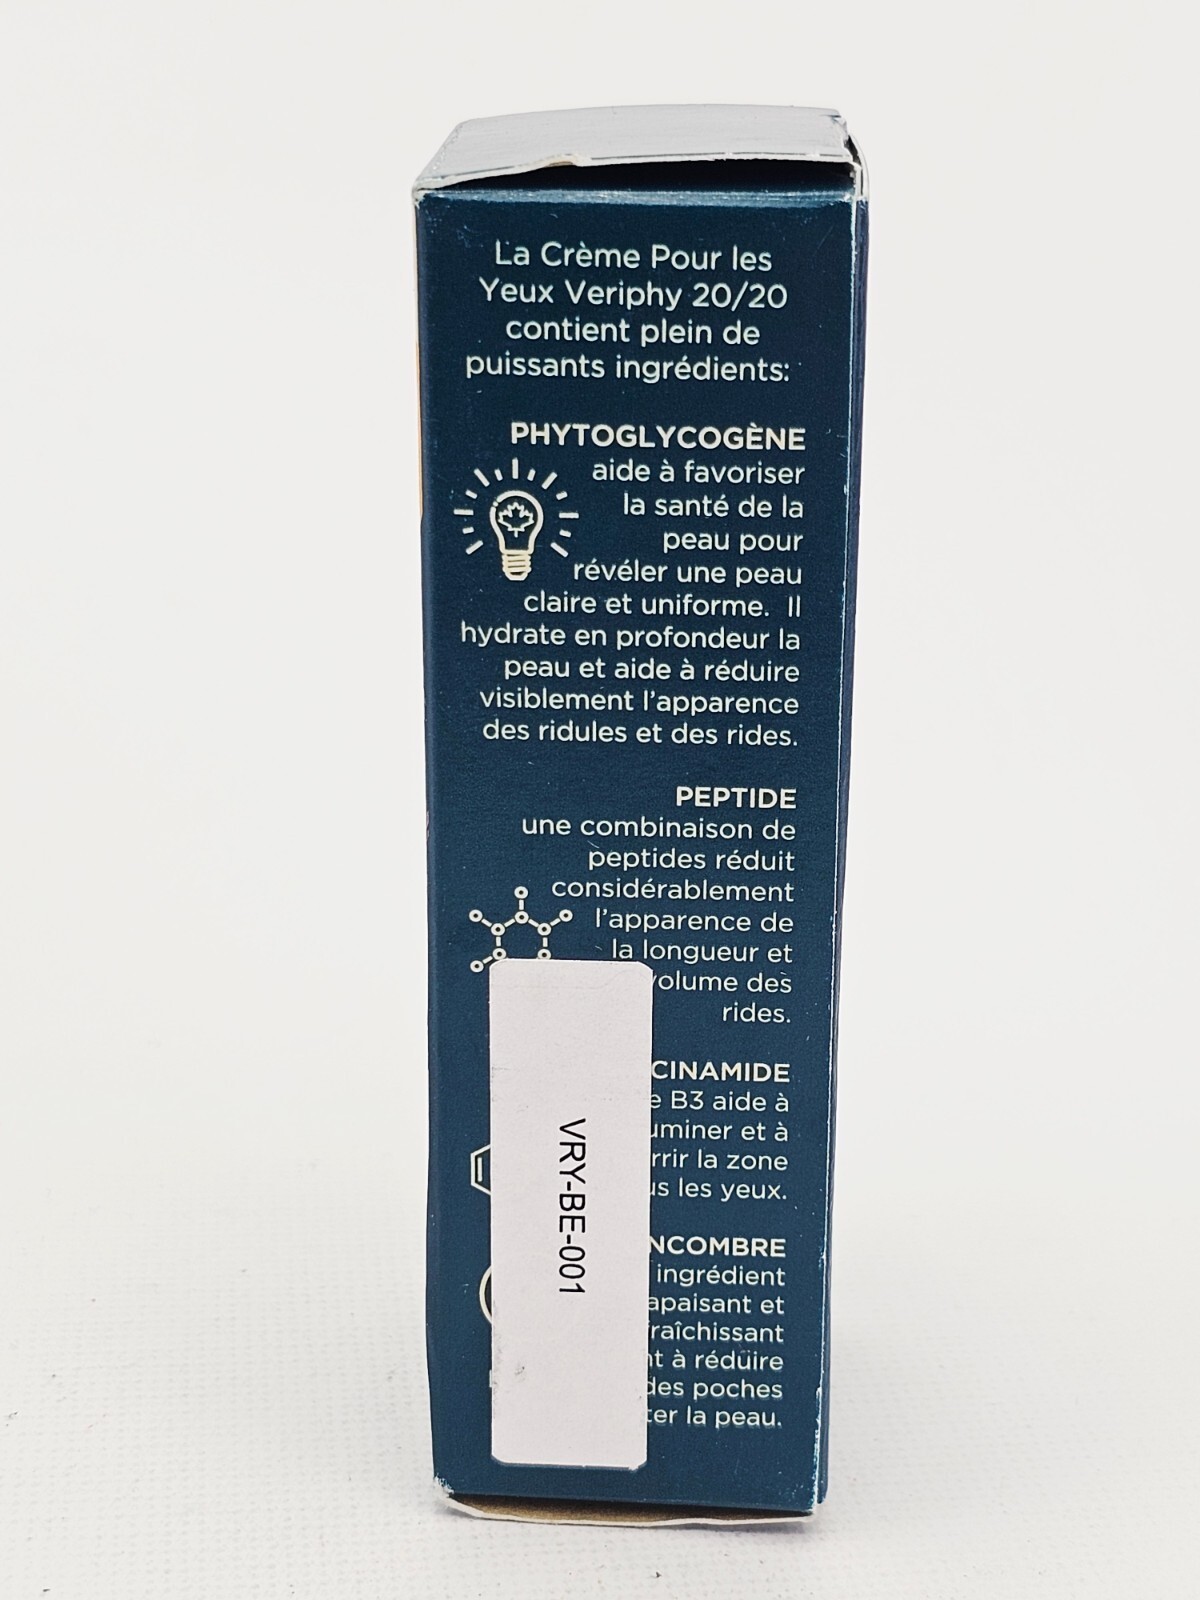 La Crème Pour les
Yeux Veriphy 20/20
contient plein de
puissants ingrédients:
PHYTOGLYCOGÈNE
aide à favoriser
la santé de la
peau pour
révéler une peau
claire et uniforme. Il
hydrate en profondeur la
peau et aide à réduire
visiblement l'apparence
des ridules et des rides.
PEPTIDE
une combinaison de
peptides réduit
considérablement
l'apparence de
la longueur et
volume des
rides.
CINAMIDE
B3 aide à
uminer et à
rrir la zone
us les yeux.
NCOMBRE
ingrédient
apaisant et
fraîchissant
à réduire
des poches
ter la peau.
VRY-BE-001